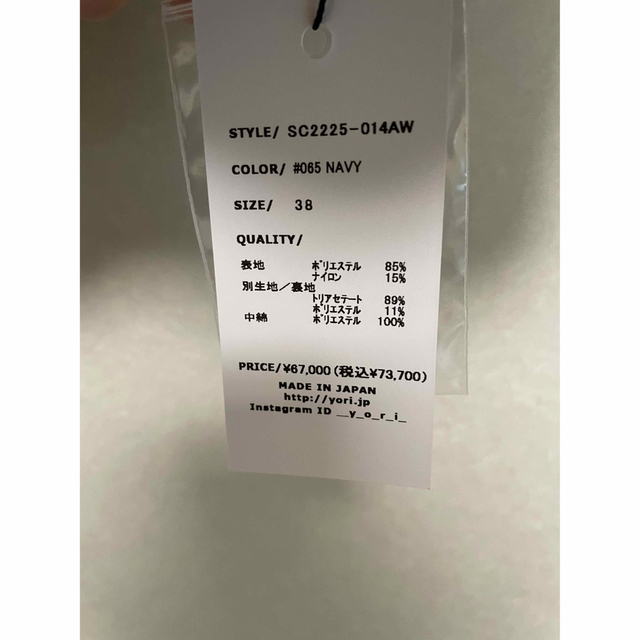 STYLE/ SC2225-014AW
COLOR/ #065 NAVY
SIZE/ 38
QUALITY/
表地 ポリエステル 85%
ナイロン 15%
別生地／裏地
トリアセテート 89%
ポリエステル 11%
中綿 ポリエステル 100%
PRICE/¥67,000(税込¥73,700)
MADE IN JAPAN
http://yori.jp
Instagram ID __y_o_r_i_